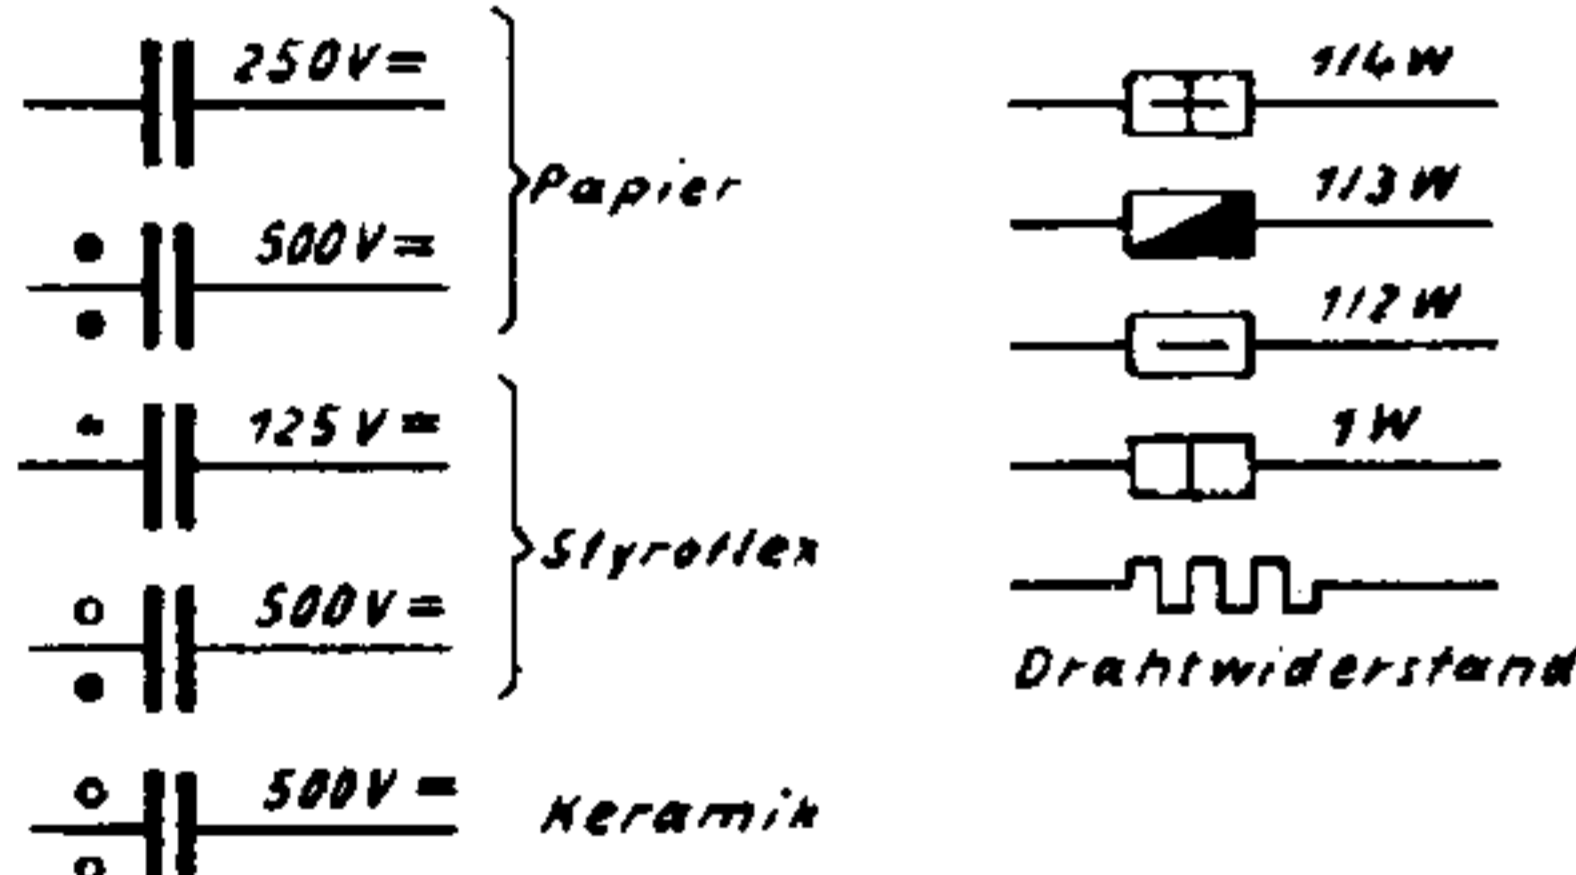 250V=
500V=
Papier
125V=
500V=
Styroflex
500V=
Keramik
1/4W
1/3W
1/2W
1W
Drahtwiderstand